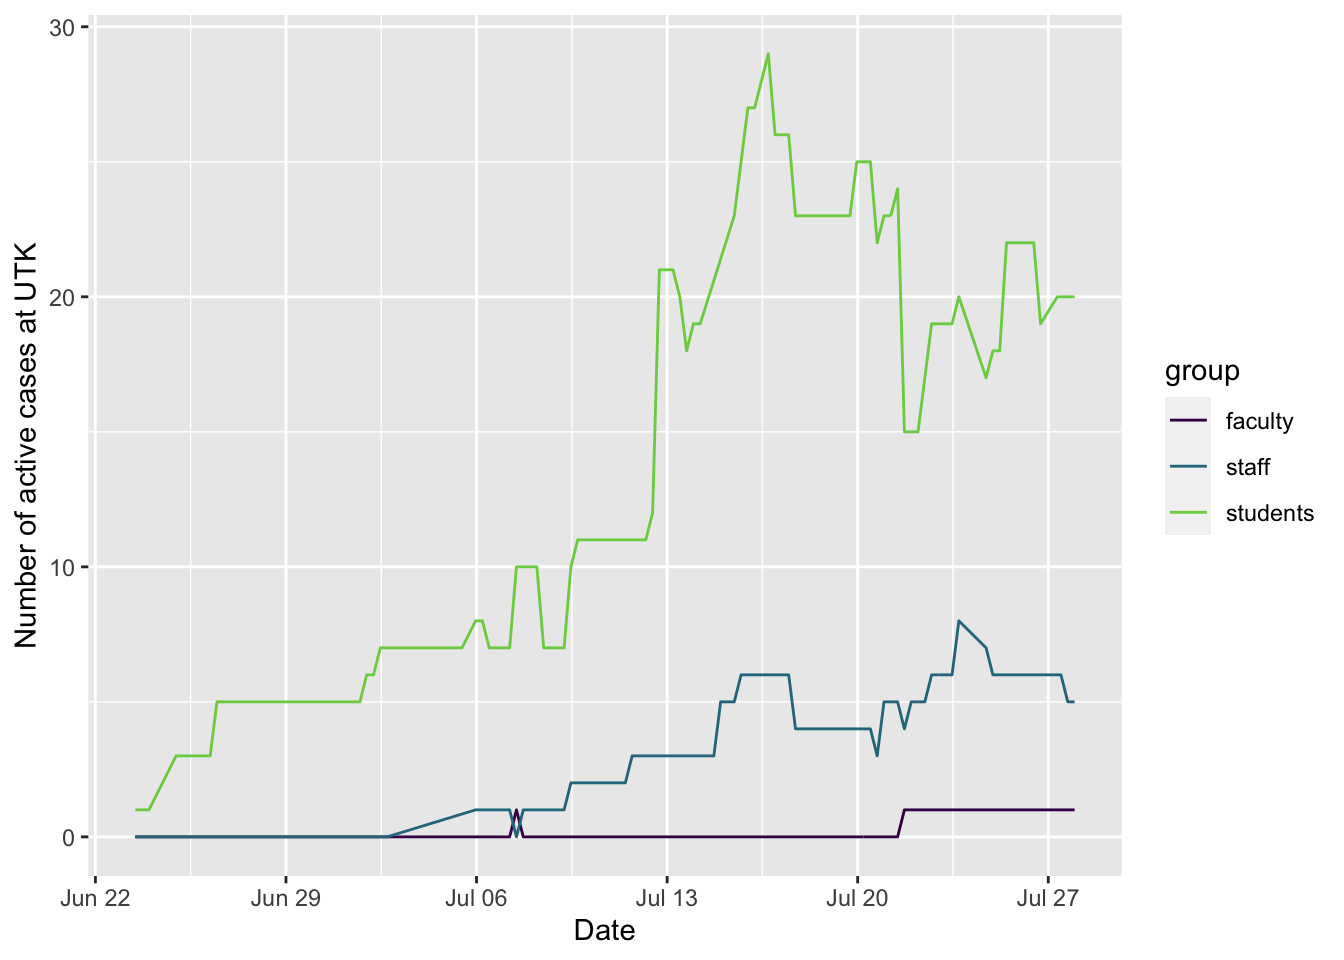 Number of active cases at UTK
30
20
10
0
Jun 22 Jun 29 Jul 06 Jul 13 Jul 20 Jul 27
Date
group
faculty
staff
students